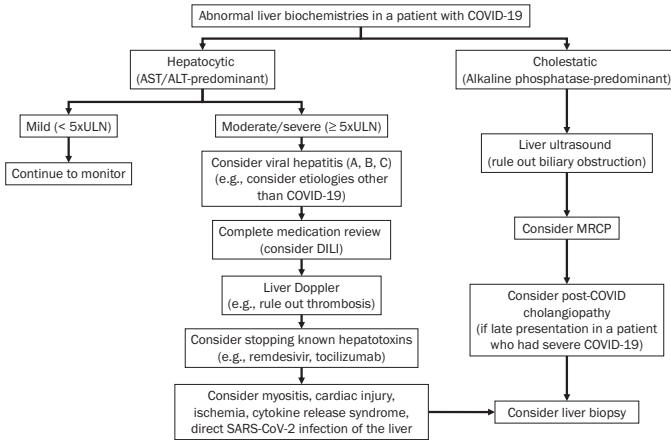 Abnormal liver biochemistries in a patient with COVID-19
Hepatocytic
(AST/ALT-predominant)
Cholestatic
(Alkaline phosphatase-predominant)
Mild (< 5xULN)
Moderate/severe (≥ 5xULN)
Continue to monitor
Consider viral hepatitis (A, B, C)
(e.g., consider etiologies other
than COVID-19)
Complete medication review
(consider DILI)
Liver Doppler
(e.g., rule out thrombosis)
Consider stopping known hepatotoxins
(e.g., remdesivir, tocilizumab)
Consider myositis, cardiac injury,
ischemia, cytokine release syndrome,
direct SARS-CoV-2 infection of the liver
Liver ultrasound
(rule out biliary obstruction)
Consider MRCP
Consider post-COVID
cholangiopathy
(if late presentation in a patient
who had severe COVID-19)
Consider liver biopsy